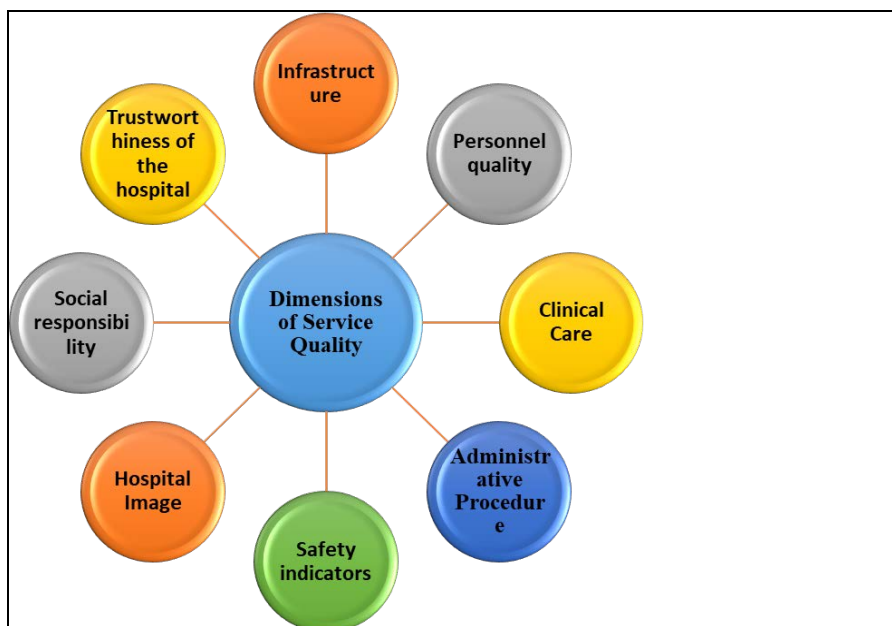 Infrastruct
ure
Personnel
quality
Clinical
Care
Administr
ative
Procedur
e
Safety
indicators
Hospital
Image
Social
responsibi
lity
Trustwort
hiness of
the
hospital
Dimensions
of Service
Quality